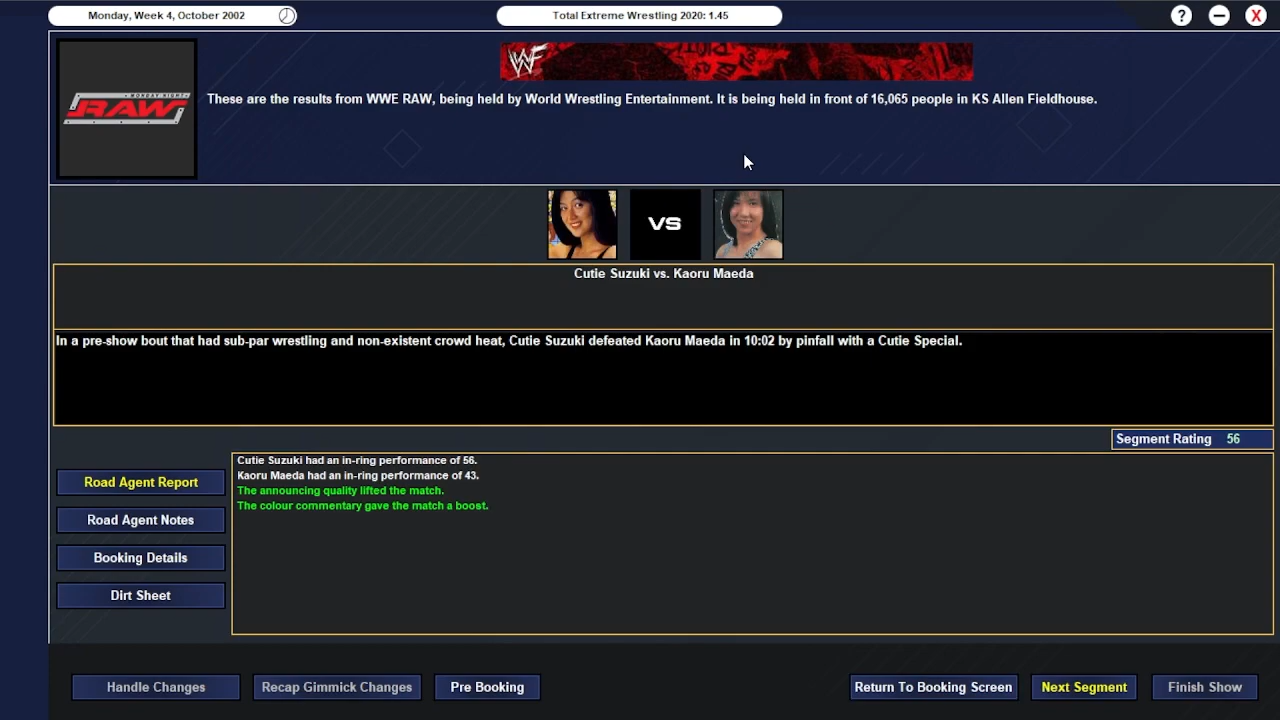 Monday, Week 4, October 2002
Total Extreme Wrestling 2020: 1.45
?
X
W
MONDAY NIGHT
RAW
These are the results from WWE RAW, being held by World Wrestling Entertainment. It is being held in front of 16,065 people in KS Allen Fieldhouse.
VS
Cutie Suzuki vs. Kaoru Maeda
In a pre-show bout that had sub-par wrestling and non-existent crowd heat, Cutie Suzuki defeated Kaoru Maeda in 10:02 by pinfall with a Cutie Special.
Segment Rating 56
Road Agent Report
Road Agent Notes
Booking Details
Dirt Sheet
Cutie Suzuki had an in-ring performance of 56.
Kaoru Maeda had an in-ring performance of 43.
The announcing quality lifted the match.
The colour commentary gave the match a boost.
Handle Changes
Recap Gimmick Changes
Pre Booking
Return To Booking Screen
Next Segment
Finish Show